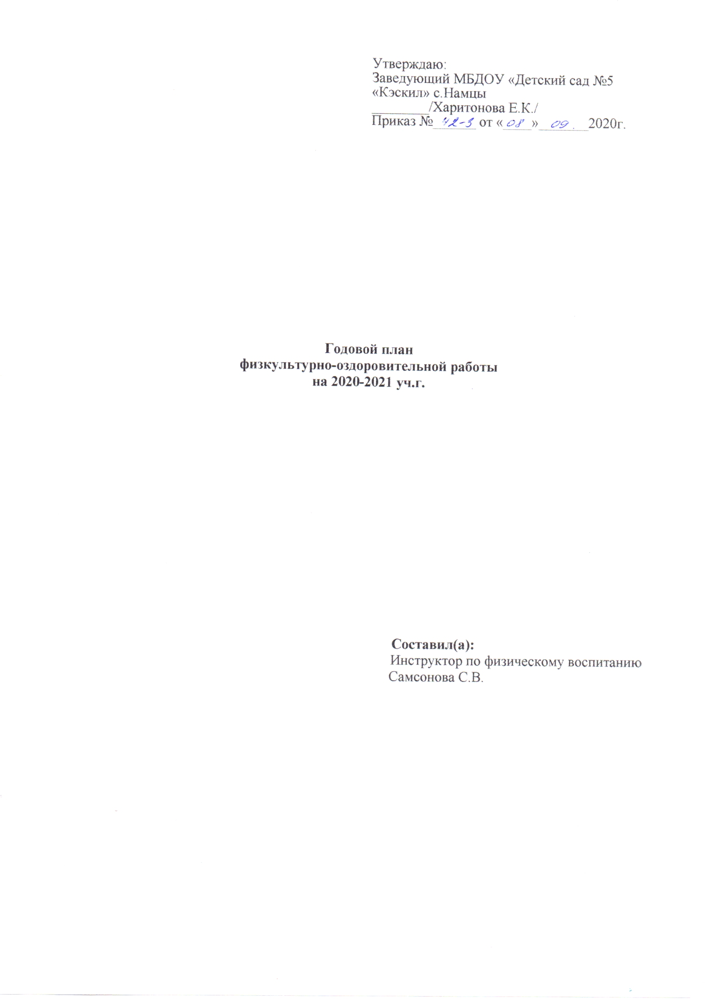 Утверждаю:
Заведующий МБДОУ «Детский сад №5
«Кэскил» с.Намцы
________/Харитонова Е.К./
Приказ №_42-3_ от «_08_»_09._2020г.
Годовой план
физкультурно-оздоровительной работы
на 2020-2021 уч.г.
Составил(а):
Инструктор по физическому воспитанию
Самсонова С.В.